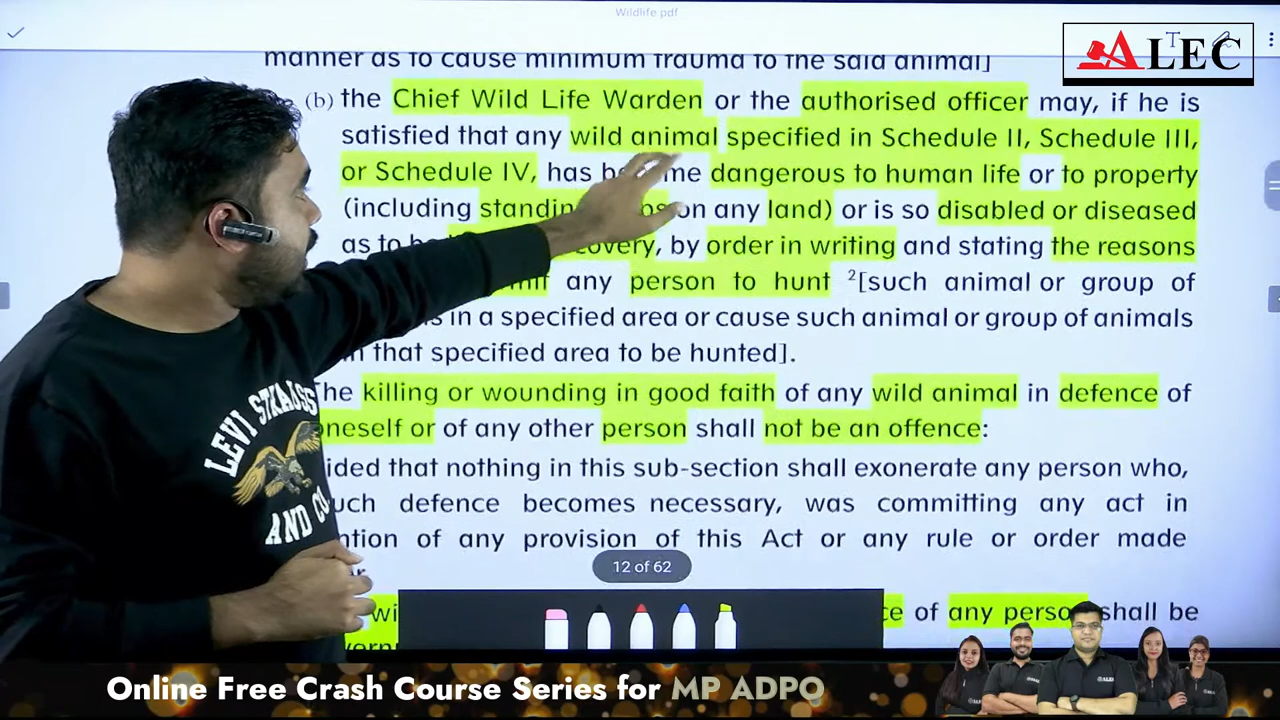 Wildlife.pdf
ALEC
manner as to cause minimum trauma to the said animal]
(b) the Chief Wild Life Warden or the authorised officer may, if he is
satisfied that any wild animal specified in Schedule II, Schedule III,
or Schedule IV, has become dangerous to human life or to property
(including standing on any land) or is so disabled or diseased
as to be by order in writing and stating the reasons
any person to hunt ²[such animal or group of
in a specified area or cause such animal or group of animals
that specified area to be hunted].
The killing or wounding in good faith of any wild animal in defence of
oneself or of any other person shall not be an offence:
ided that nothing in this sub-section shall exonerate any person who,
uch defence becomes necessary, was committing any act in
ntion of any provision of this Act or any rule or order made
12 of 62
of any person shall be
LEVI STRAUSS
AND CO.
Online Free Crash Course Series for MP ADPO